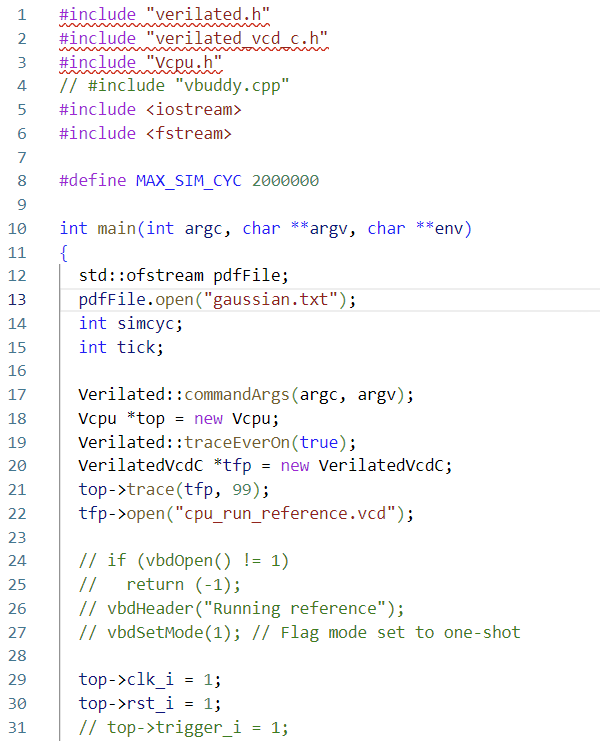 1 #include "verilated.h"
2 #include "verilated_vcd_c.h"
3 #include "Vcpu.h"
4 // #include "vbuddy.cpp"
5 #include <iostream>
6 #include <fstream>
7
8 #define MAX_SIM_CYC 2000000
9
10 int main(int argc, char **argv, char **env)
11 {
12   std::ofstream pdfFile;
13   pdfFile.open("gaussian.txt");
14   int simcyc;
15   int tick;
16
17   Verilated::commandArgs(argc, argv);
18   Vcpu *top = new Vcpu;
19   Verilated::traceEverOn(true);
20   VerilatedVcdC *tfp = new VerilatedVcdC;
21   top->trace(tfp, 99);
22   tfp->open("cpu_run_reference.vcd");
23
24   // if (vbdOpen() != 1)
25   //   return (-1);
26   // vbdHeader("Running reference");
27   // vbdSetMode(1); // Flag mode set to one-shot
28
29   top->clk_i = 1;
30   top->rst_i = 1;
31   // top->trigger_i = 1;